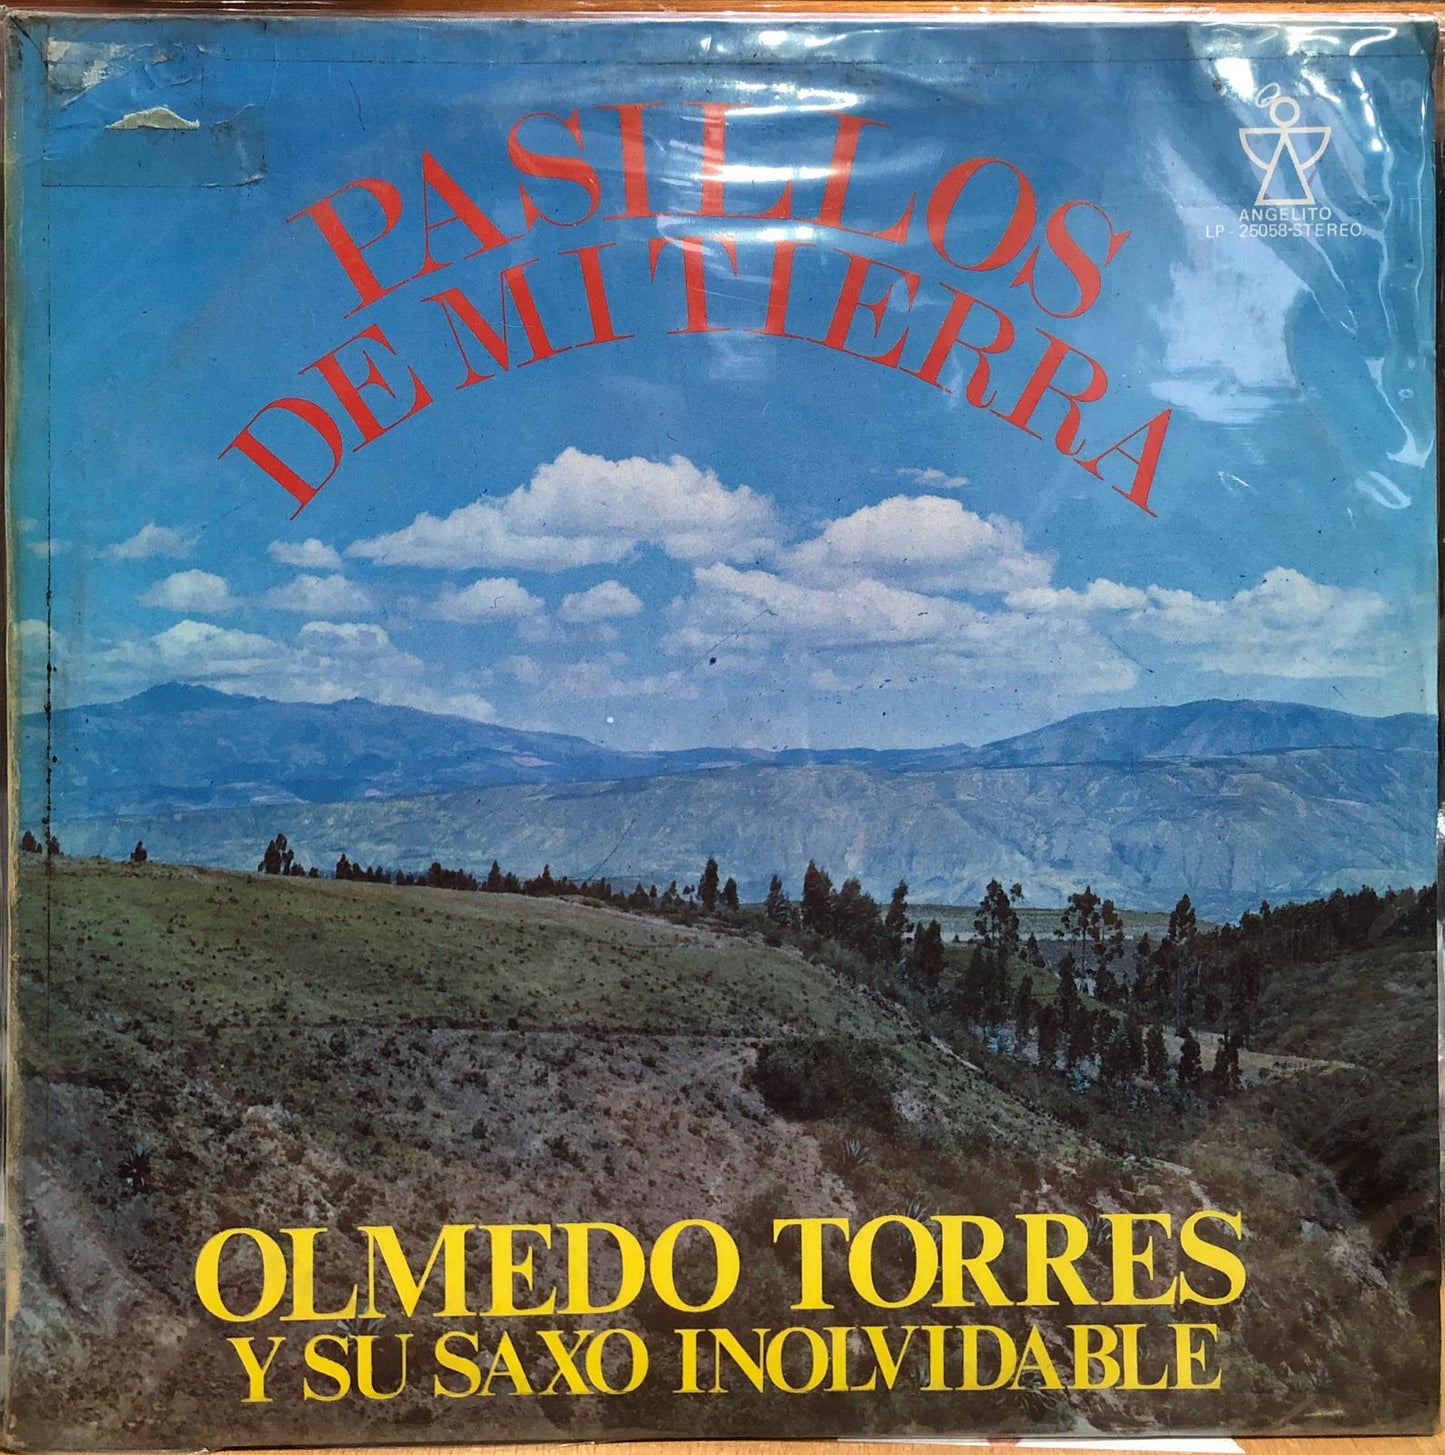 PASILLOS
DE MI TIERRA
ANGELITO
LP - 25058-STEREO.
OLMEDO TORRES
Y SU SAXO INOLVIDABLE